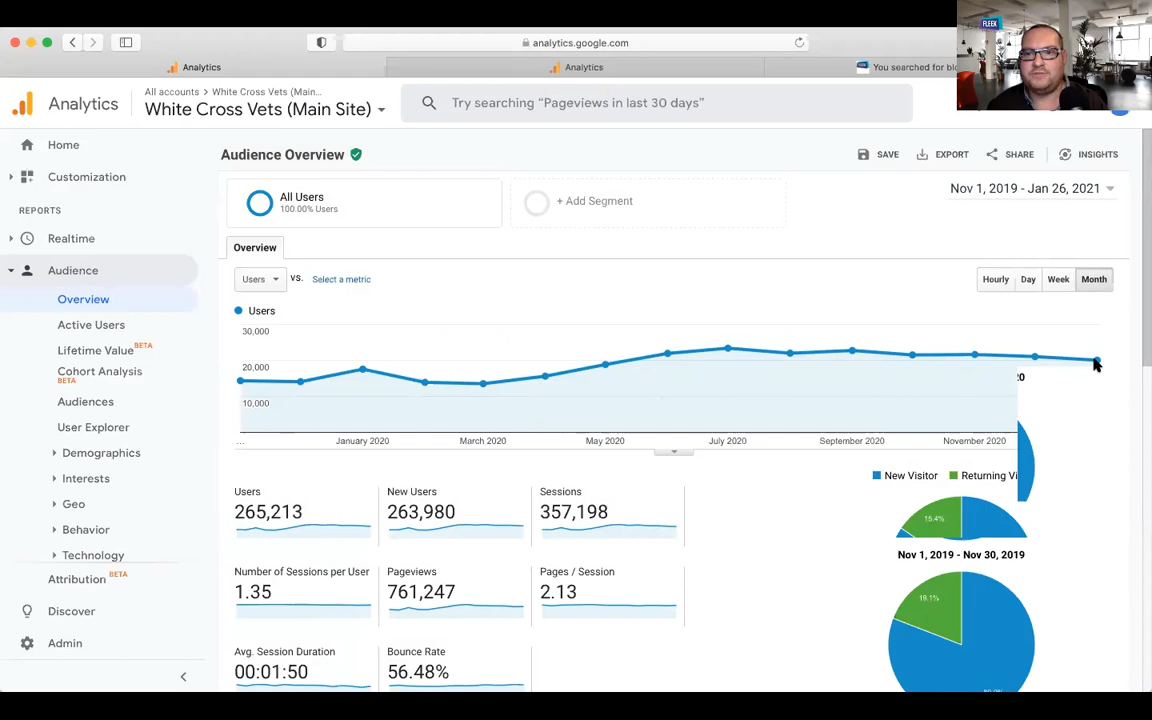 analytics.google.com
Analytics
Analytics
You searched for
FLEEK
Analytics
All accounts > White Cross Vets (Main...
White Cross Vets (Main Site)
Try searching “Pageviews in last 30 days”
Home
Customization
REPORTS
Realtime
Audience
Overview
Active Users
Lifetime Value BETA
Cohort Analysis
BETA
Audiences
User Explorer
Demographics
Interests
Geo
Behavior
Technology
Attribution BETA
Discover
Admin
Audience Overview
SAVE
EXPORT
SHARE
INSIGHTS
All Users
100.00% Users
+ Add Segment
Nov 1, 2019 - Jan 26, 2021
Overview
Users
vs.
Select a metric
Hourly
Day
Week
Month
Users
30,000
20,000
10,000
...
January 2020
March 2020
May 2020
July 2020
September 2020
November 2020
20
Users
265,213
New Users
263,980
Sessions
357,198
Number of Sessions per User
1.35
Pageviews
761,247
Pages / Session
2.13
Avg. Session Duration
00:01:50
Bounce Rate
56.48%
New Visitor
Returning Vi
15.4%
Nov 1, 2019 - Nov 30, 2019
19.1%